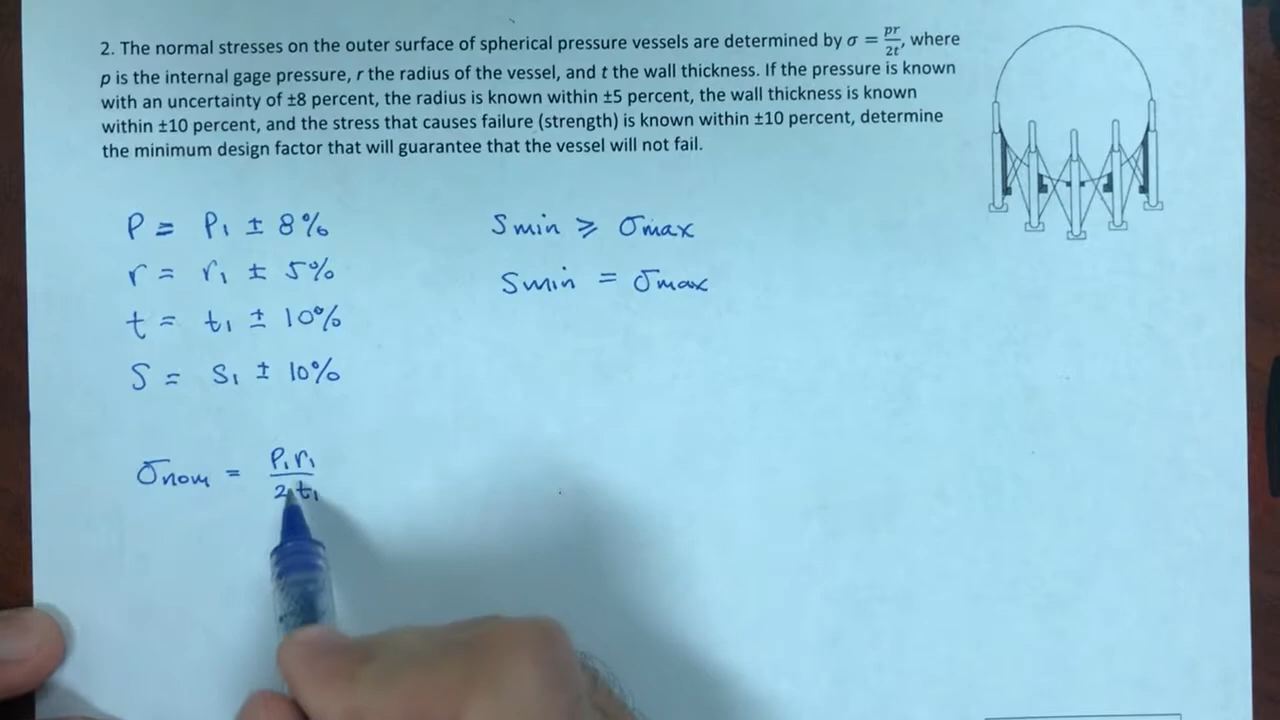 2. The normal stresses on the outer surface of spherical pressure vessels are determined by σ = pr/2t, where
p is the internal gage pressure, r the radius of the vessel, and t the wall thickness. If the pressure is known
with an uncertainty of ±8 percent, the radius is known within ±5 percent, the wall thickness is known
within ±10 percent, and the stress that causes failure (strength) is known within ±10 percent, determine
the minimum design factor that will guarantee that the vessel will not fail.
P = P₁ ± 8%
r = r₁ ± 5%
t = t₁ ± 10%
S = S₁ ± 10%
Smin ⩾ σmax
Smin = σmax
σnom = P₁r₁/2t₁